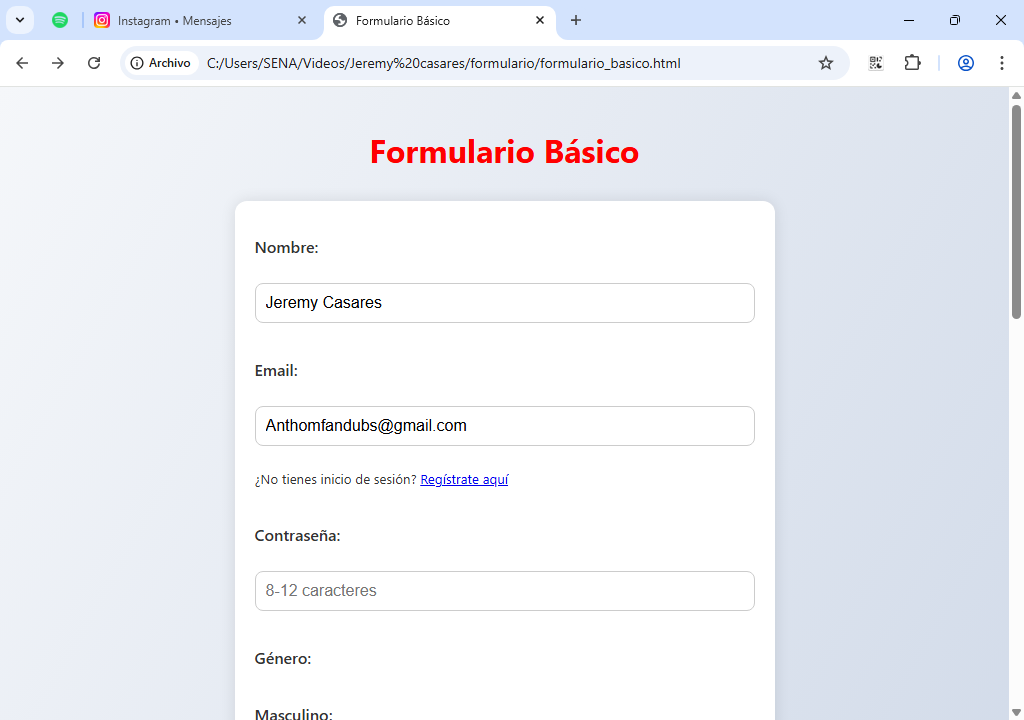 Instagram • Mensajes
Formulario Básico
Archivo
C:/Users/SENA/Videos/Jeremy%20casares/formulario/formulario_basico.html
Formulario Básico
Nombre:
Jeremy Casares
Email:
Anthomfandubs@gmail.com
¿No tienes inicio de sesión? Regístrate aquí
Contraseña:
8-12 caracteres
Género:
Masculino: